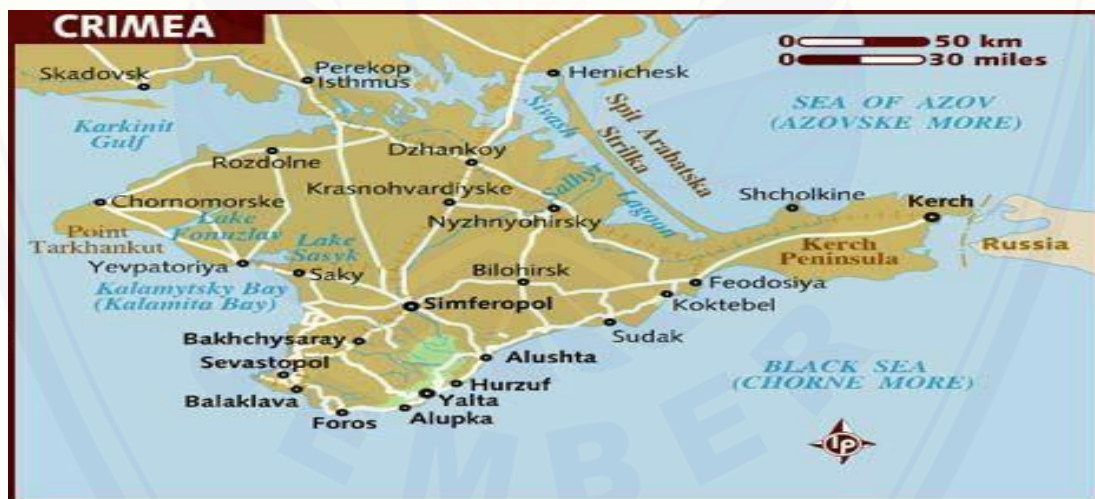 CRIMEA
0 50 km
0 30 miles
Skadovsk
Perekop
Isthmus
Henichesk
SEA OF AZOV
(AZOVSKE MORE)
Karkinit
Gulf
Sivash
Spit Arabatska
Strilka
Rozdolne
Dzhankoy
Krasnohvardiyske
Salhyr
Lagoon
Shcholkine
Kerch
Chornomorske
Nyzhnyohirsky
Lake
Fonuzlav
Point
Tarkhankut
Lake
Sasyk
Kerch
Peninsula
Russia
Yevpatoriya
Saky
Bilohirsk
Feodosiya
Kalamytsky Bay
(Kalamita Bay)
Simferopol
Koktebel
Sudak
Bakhchysaray
Sevastopol
Alushta
BLACK SEA
(CHORNE MORE)
Hurzuf
Balaklava
Yalta
Foros
Alupka
LP
EMBER